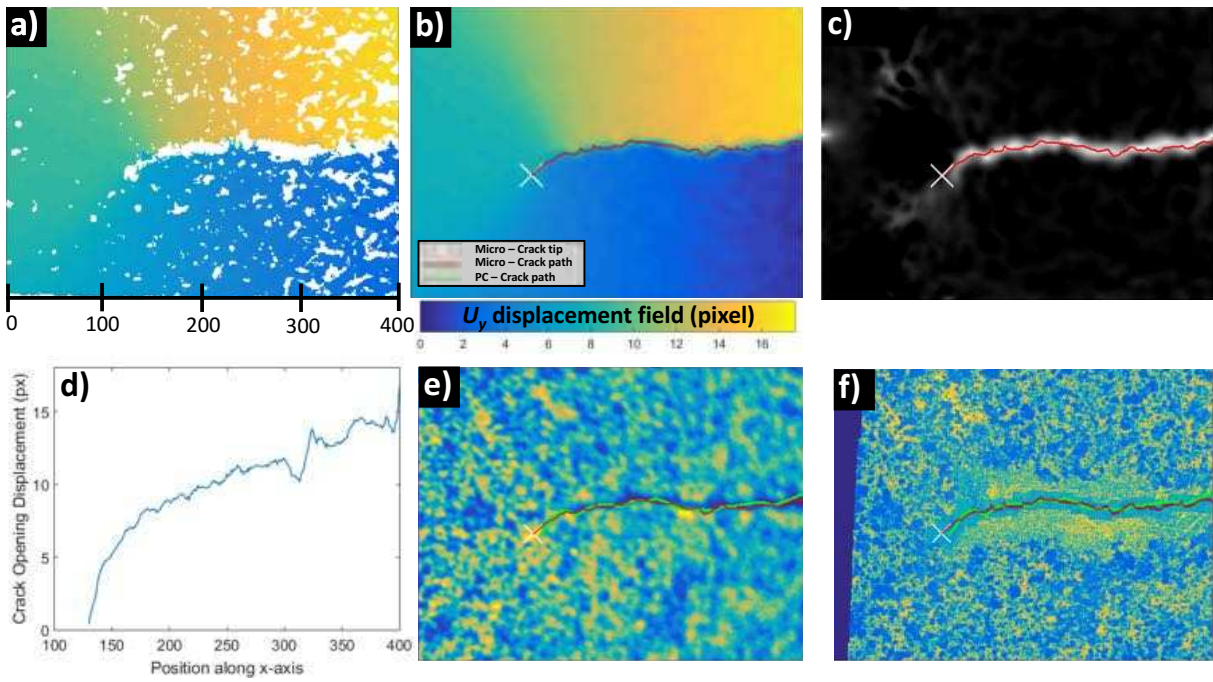 a)
b)
c)
Micro – Crack tip
Micro – Crack path
PC – Crack path
0 100 200 300 400
Uy displacement field (pixel)
0 2 4 6 8 10 12 14 16
d)
e)
f)
Crack Opening Displacement (px)
15
10
5
0
100 150 200 250 300 350 400
Position along x-axis